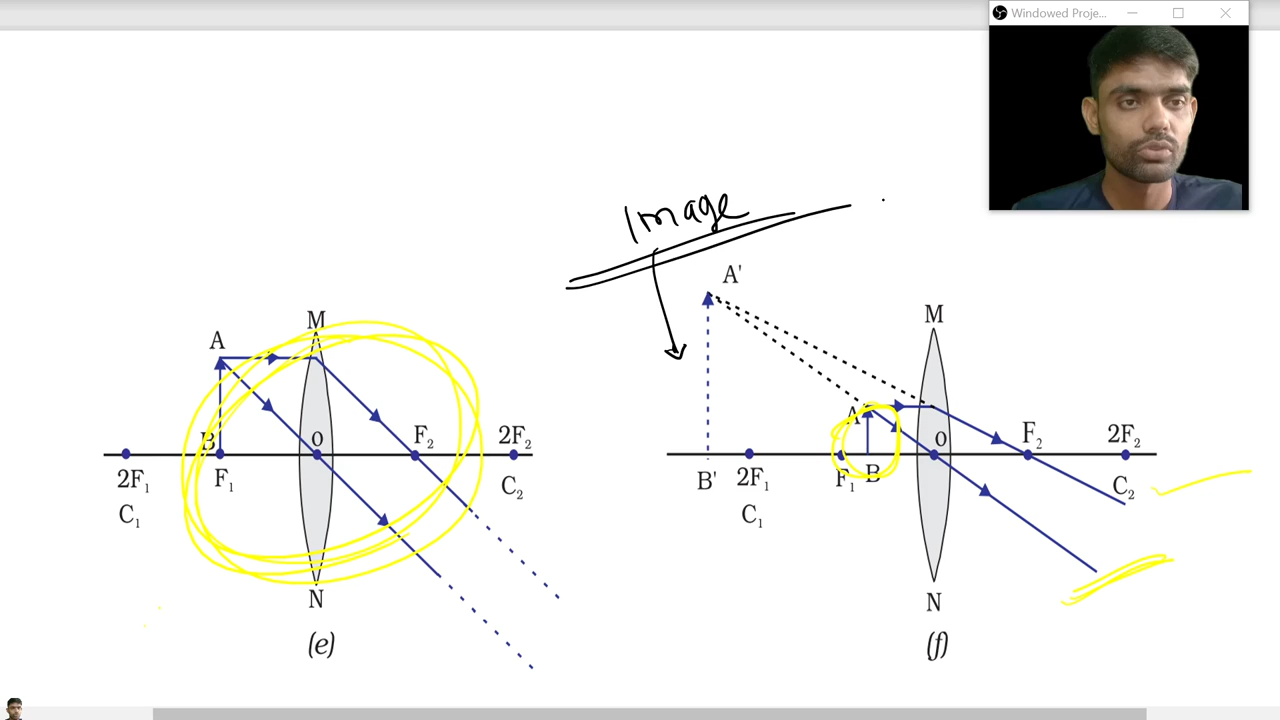 Windowed Proje...
Image
A'
M
A
B
O
F₂
2F₂
2F₁
F₁
C₁
C₂
N
(e)
M
A
O
F₂
2F₂
B'
2F₁
F₁
B
C₂
C₁
N
(f)